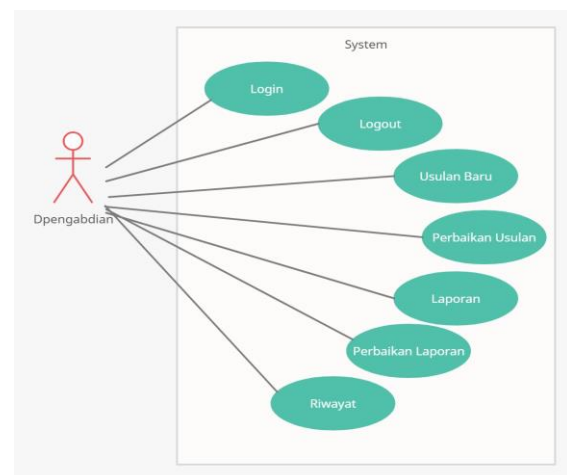 System
Login
Logout
Usulan Baru
Dpengabdian
Perbaikan Usulan
Laporan
Perbaikan Laporan
Riwayat